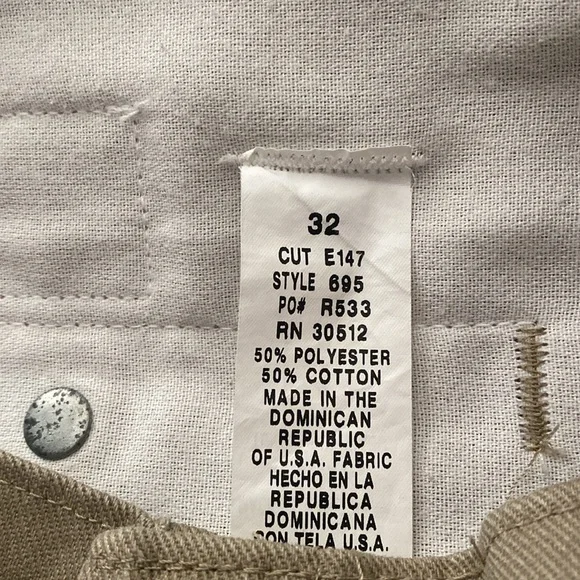 32
CUT E147
STYLE 695
PO# R533
RN 30512
50% POLYESTER
50% COTTON
MADE IN THE
DOMINICAN
REPUBLIC
OF U.S.A. FABRIC
HECHO EN LA
REPUBLICA
DOMINICANA
CON TELA U.S.A.